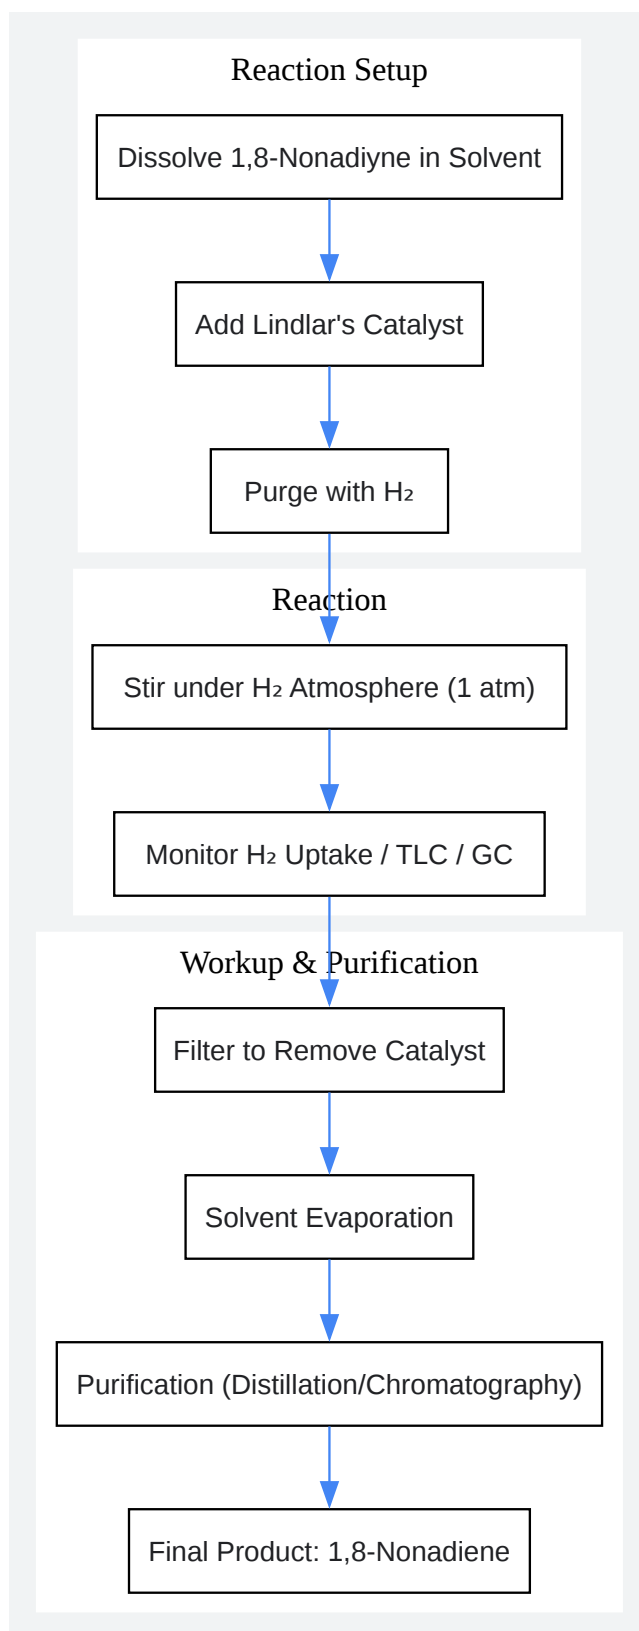 Reaction Setup
Dissolve 1,8-Nonadiyne in Solvent
Add Lindlar's Catalyst
Purge with H₂
Reaction
Stir under H₂ Atmosphere (1 atm)
Monitor H₂ Uptake / TLC / GC
Workup & Purification
Filter to Remove Catalyst
Solvent Evaporation
Purification (Distillation/Chromatography)
Final Product: 1,8-Nonadiene